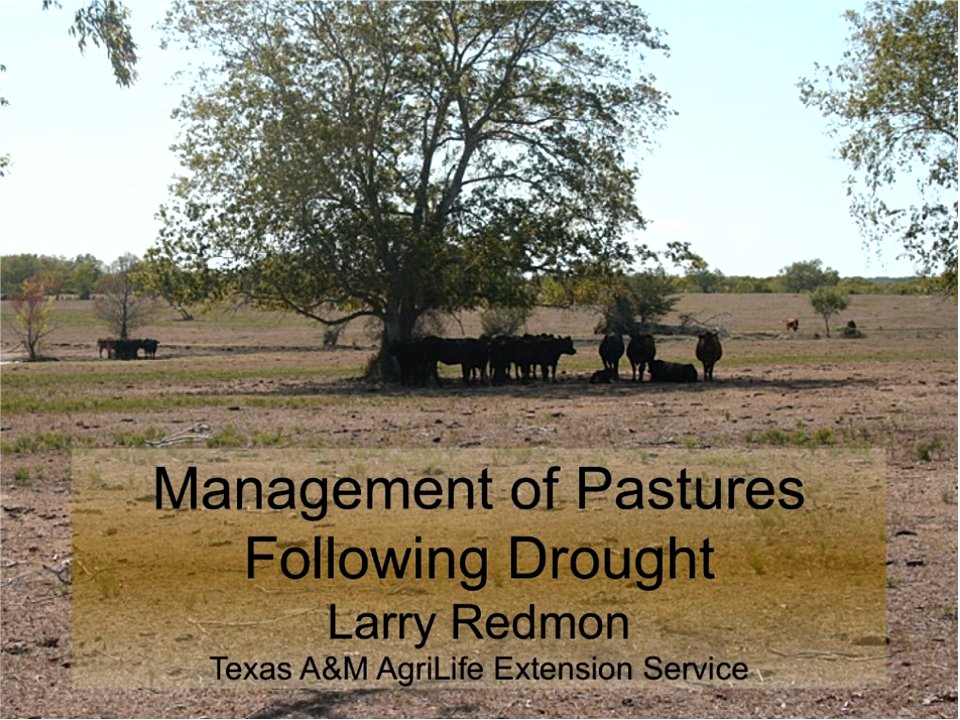 Management of Pastures
Following Drought
Larry Redmon
Texas A&M AgriLife Extension Service